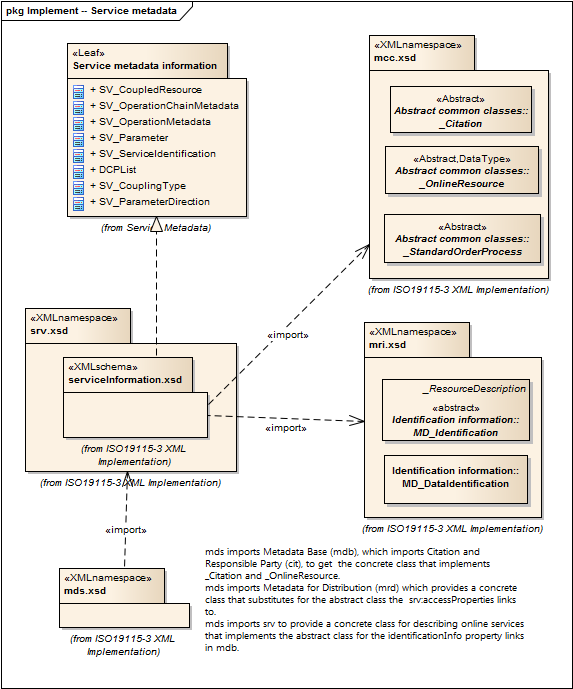 pkg Implement -- Service metadata
«Leaf»
Service metadata information
+ SV_CoupledResource
+ SV_OperationChainMetadata
+ SV_OperationMetadata
+ SV_Parameter
+ SV_ServiceIdentification
+ DCPList
+ SV_CouplingType
+ SV_ParameterDirection
(from Service Metadata)
«XMLnamespace»
mcc.xsd
«Abstract»
Abstract common classes::
_Citation
«Abstract,DataType»
Abstract common classes::
_OnlineResource
«Abstract»
Abstract common classes::
_StandardOrderProcess
(from ISO19115-3 XML Implementation)
«import»
«XMLnamespace»
srv.xsd
«XMLschema»
serviceInformation.xsd
(from ISO19115-3 XML
Implementation)
(from ISO19115-3 XML Implementation)
«import»
«XMLnamespace»
mri.xsd
_ResourceDescription
«abstract»
Identification information::
MD_Identification
Identification information::
MD_DataIdentification
(from ISO19115-3 XML Implementation)
«import»
«XMLnamespace»
mds.xsd
(from ISO19115-3 XML
Implementation)
mds imports Metadata Base (mdb), which imports Citation and
Responsible Party (cit), to get the concrete class that implements
_Citation and _OnlineResource.
mds imports Metadata for Distribution (mrd) which provides a concrete
class that substitutes for the abstract class the srv:accessProperties links
to.
mds imports srv to provide a concrete class for describing online services
that implements the abstract class for the identificationInfo property links
in mdb.